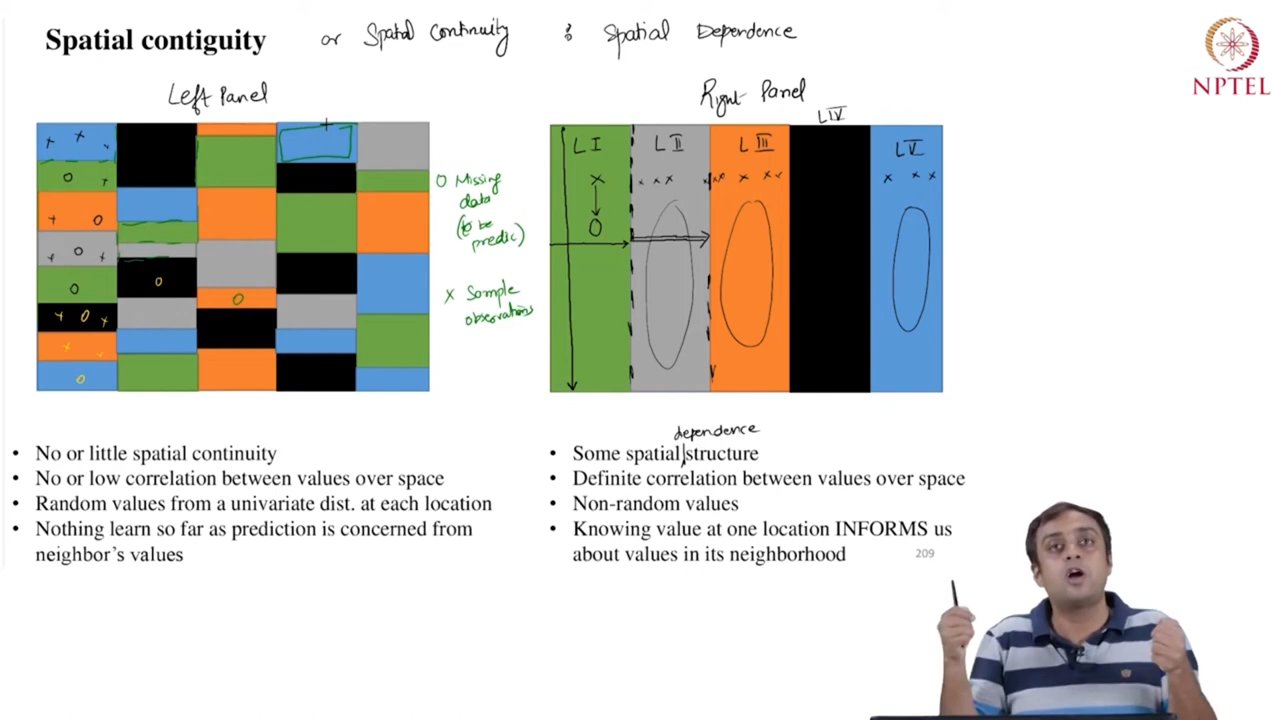 Spatial contiguity or Spatial Continuity : Spatial Dependence
NPTEL
Left Panel
Right Panel
L IV
L I
L II
L III
L V
O Missing
data
(to be
predic)
x Sample
observations
dependence
• No or little spatial continuity
• No or low correlation between values over space
• Random values from a univariate dist. at each location
• Nothing learn so far as prediction is concerned from
neighbor's values
• Some spatial structure
• Definite correlation between values over space
• Non-random values
• Knowing value at one location INFORMS us
about values in its neighborhood
209